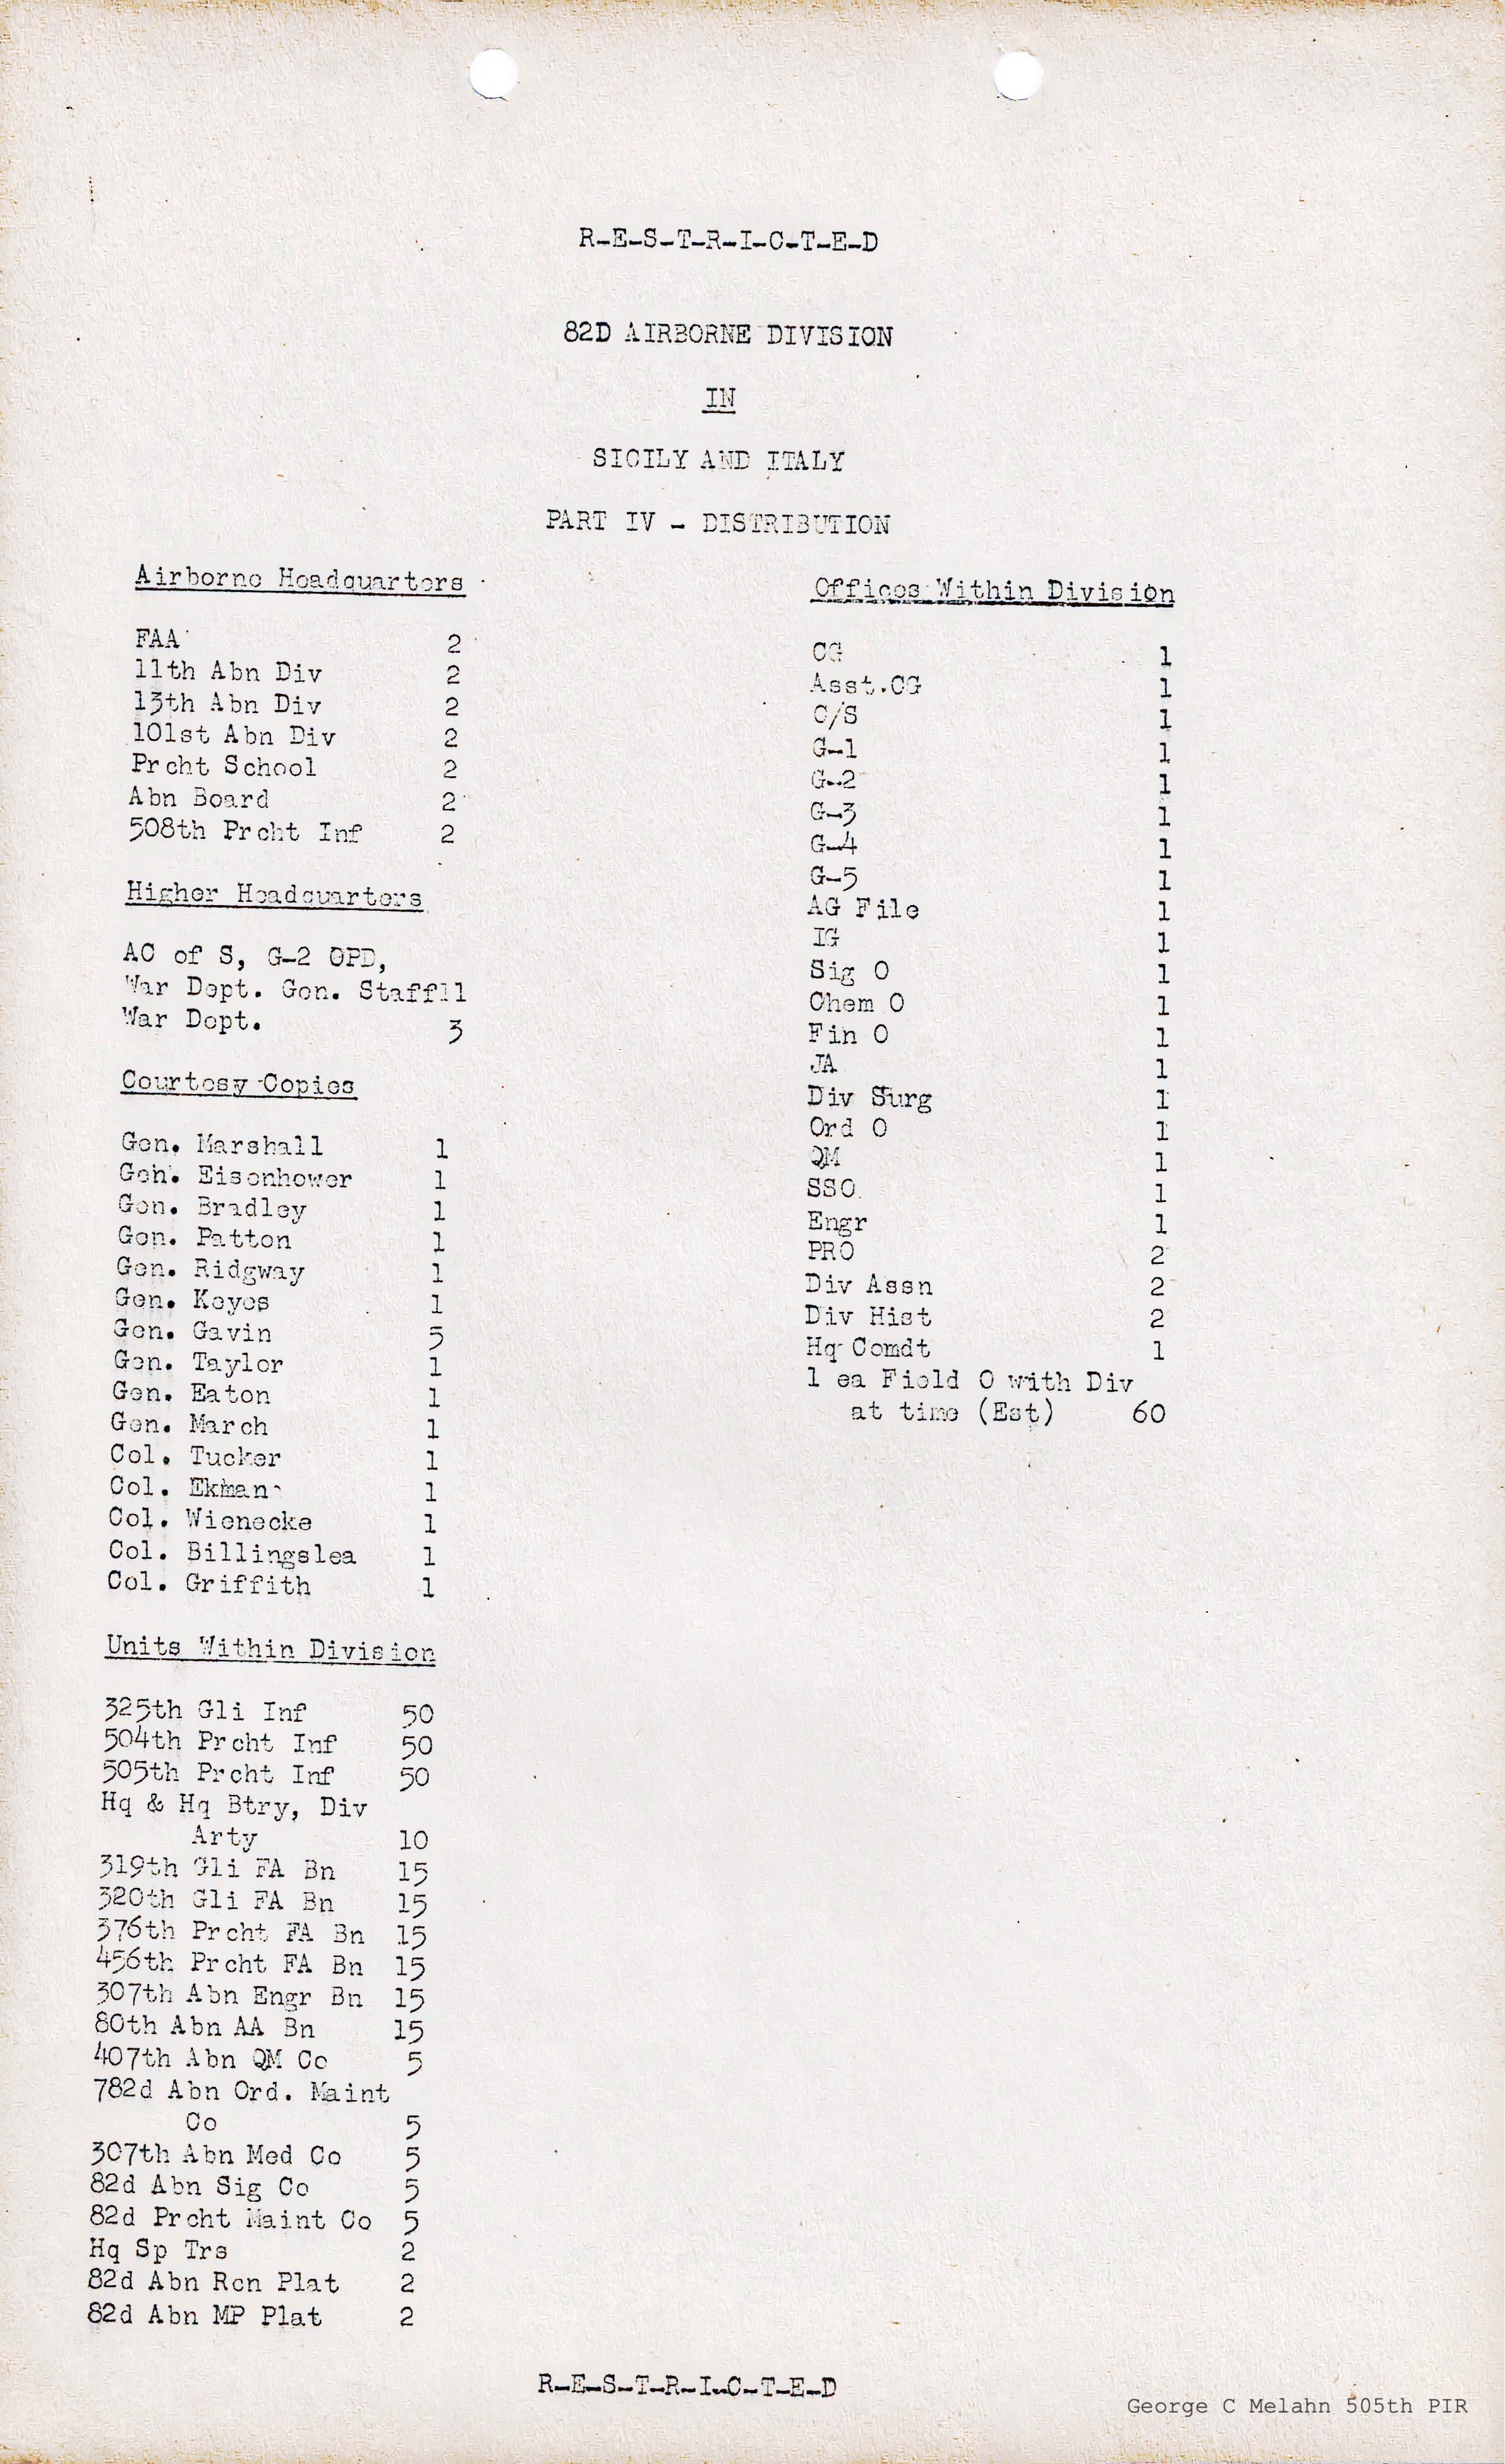 R-E-S-T-R-I-C-T-E-D
82D AIRBORNE DIVISION
IN
SICILY AND ITALY
PART IV - DISTRIBUTION
Airborne Headquarters
FAA 2
11th Abn Div 2
13th Abn Div 2
101st Abn Div 2
Prcht School 2
Abn Board 2
508th Prcht Inf 2
Higher Headquarters
AC of S, G-2 OPD,
War Dept. Gen. Staff11
War Dept. 3
Courtesy Copies
Gen. Marshall 1
Gen. Eisenhower 1
Gen. Bradley 1
Gen. Patton 1
Gen. Ridgway 1
Gen. Keyes 1
Gen. Gavin 5
Gen. Taylor 1
Gen. Eaton 1
Gen. March 1
Col. Tucker 1
Col. Ekman 1
Col. Wienecke 1
Col. Billingslea 1
Col. Griffith 1
Units Within Division
325th Gli Inf 50
504th Prcht Inf 50
505th Prcht Inf 50
Hq & Hq Btry, Div
Arty 10
319th Gli FA Bn 15
320th Gli FA Bn 15
376th Prcht FA Bn 15
456th Prcht FA Bn 15
307th Abn Engr Bn 15
80th Abn AA Bn 15
407th Abn QM Co 5
782d Abn Ord. Maint
Co 5
307th Abn Med Co 5
82d Abn Sig Co 5
82d Prcht Maint Co 5
Hq Sp Trs 2
82d Abn Rcn Plat 2
82d Abn MP Plat 2
Offices Within Division
CG 1
Asst.CG 1
C/S 1
G-1 1
G-2 1
G-3 1
G-4 1
G-5 1
AG File 1
IG 1
Sig O 1
Chem O 1
Fin O 1
JA 1
Div Surg 1
Ord O 1
QM 1
SSO 1
Engr 1
PRO 2
Div Assn 2
Div Hist 2
Hq Comdt 1
1 ea Field O with Div
at time (Est) 60
R-E-S-T-R-I-C-T-E-D
George C Melahn 505th PIR